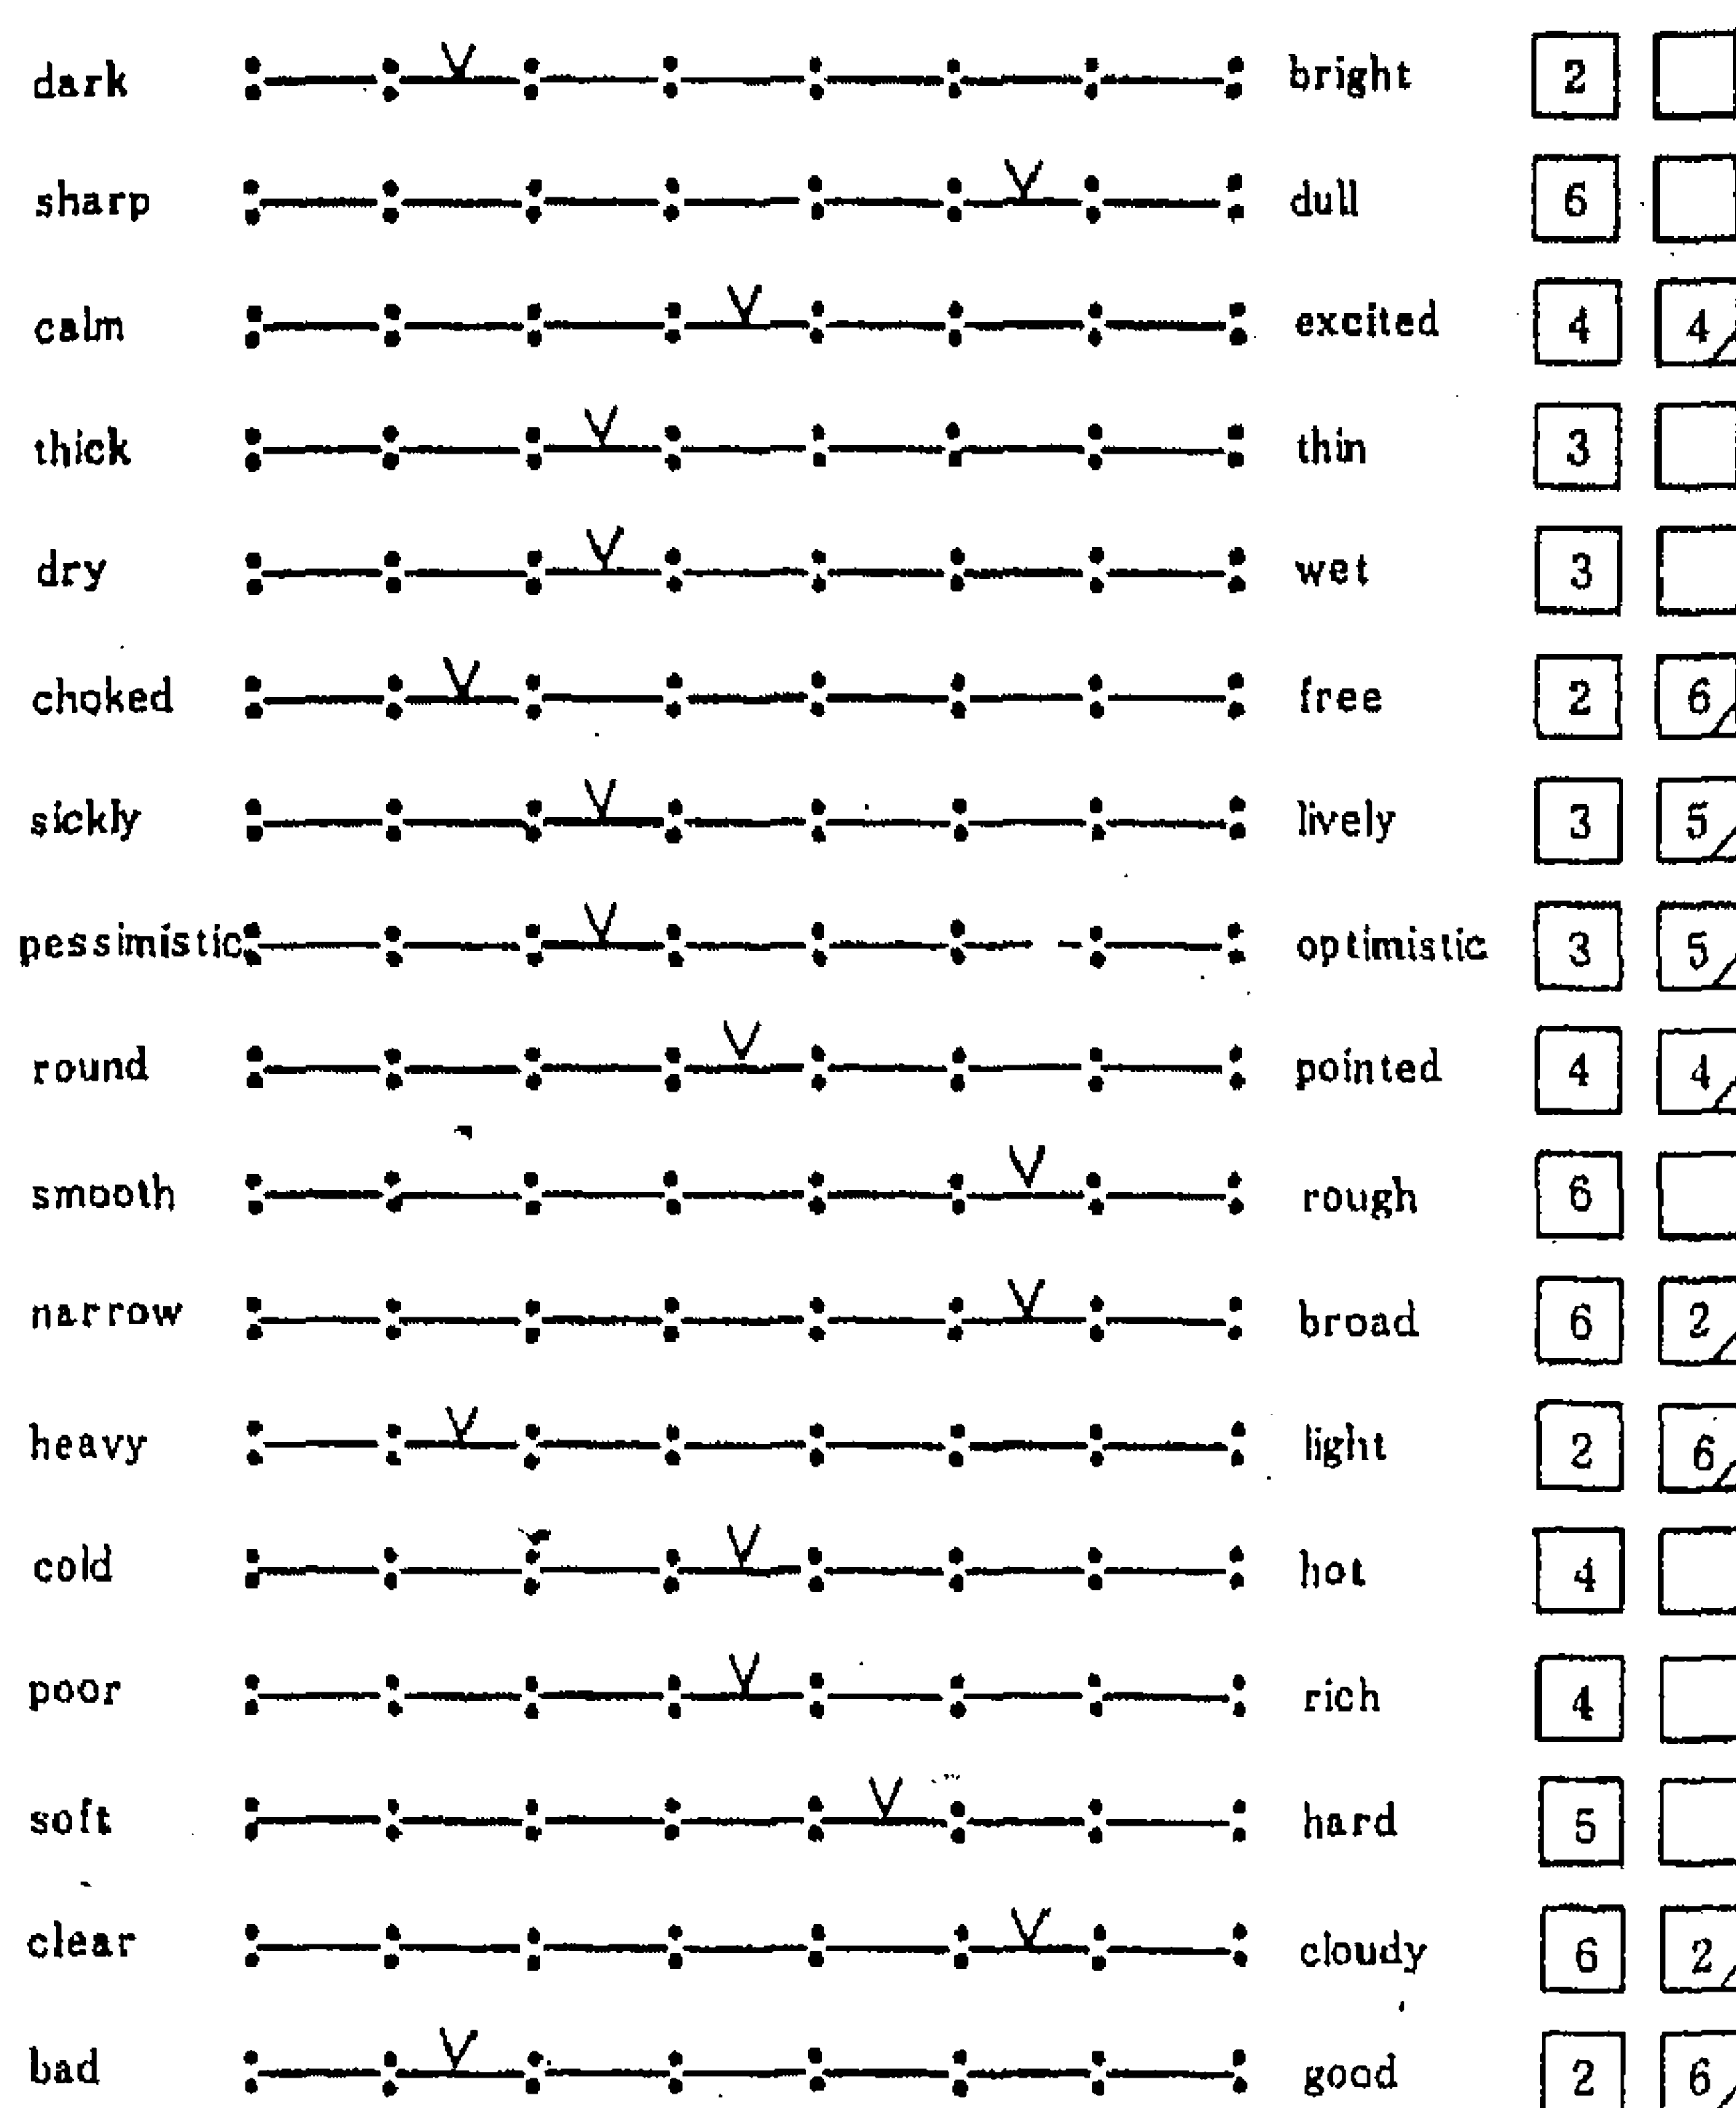 dark bright 2
sharp dull 6
calm excited 4 4
thick thin 3
dry wet 3
choked free 2 6
sickly lively 3 5
pessimistic optimistic 3 5
round pointed 4 4
smooth rough 6
narrow broad 6 2
heavy light 2 6
cold hot 4
poor rich 4
soft hard 5
clear cloudy 6 2
bad good 2 6